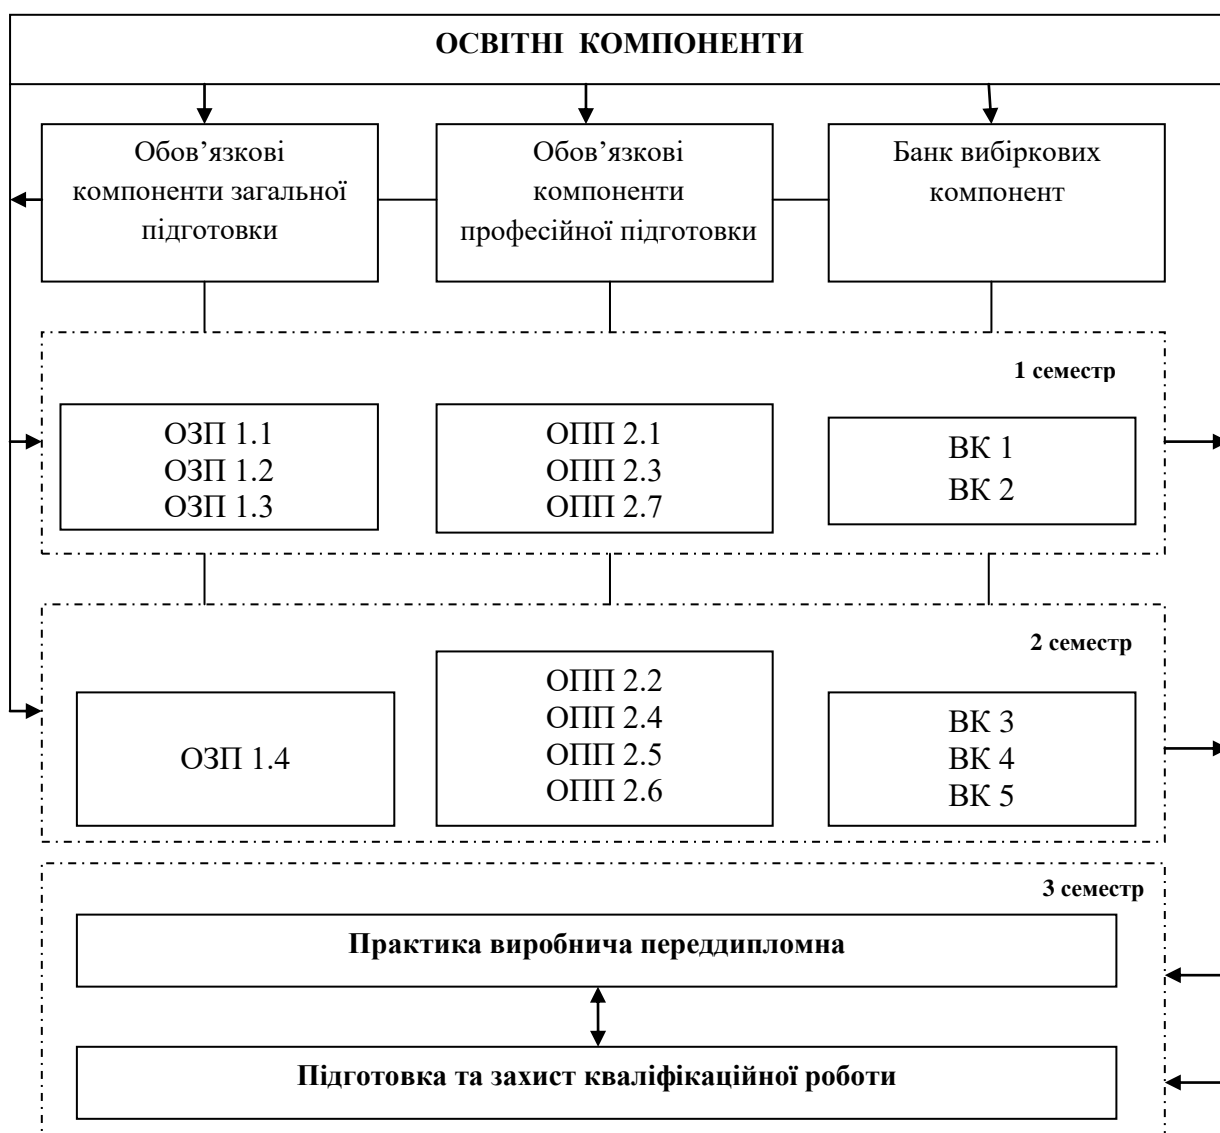 ОСВІТНІ КОМПОНЕНТИ
Обов’язкові
компоненти загальної
підготовки
Обов’язкові
компоненти
професійної підготовки
Банк вибіркових
компонент
1 семестр
ОЗП 1.1
ОЗП 1.2
ОЗП 1.3
ОПП 2.1
ОПП 2.3
ОПП 2.7
ВК 1
ВК 2
2 семестр
ОЗП 1.4
ОПП 2.2
ОПП 2.4
ОПП 2.5
ОПП 2.6
ВК 3
ВК 4
ВК 5
3 семестр
Практика виробнича переддипломна
Підготовка та захист кваліфікаційної роботи